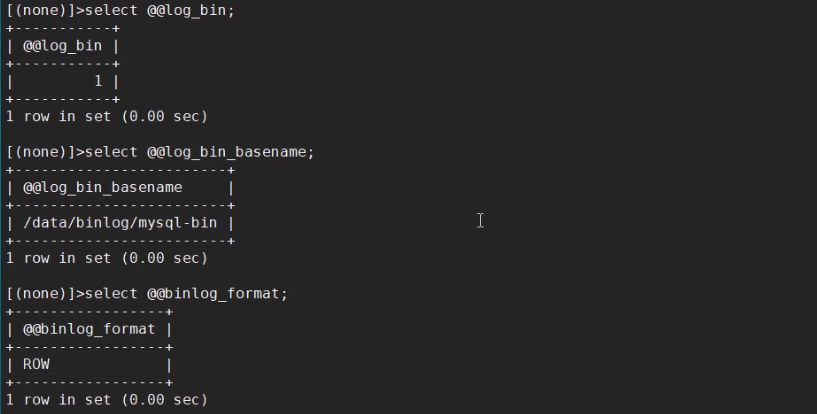 [(none)]>select @@log_bin;
+-----------+
| @@log_bin |
+-----------+
|         1 |
+-----------+
1 row in set (0.00 sec)
[(none)]>select @@log_bin_basename;
+------------------------+
| @@log_bin_basename     |
+------------------------+
| /data/binlog/mysql-bin |
+------------------------+
1 row in set (0.00 sec)
[(none)]>select @@binlog_format;
+-----------------+
| @@binlog_format |
+-----------------+
| ROW             |
+-----------------+
1 row in set (0.00 sec)